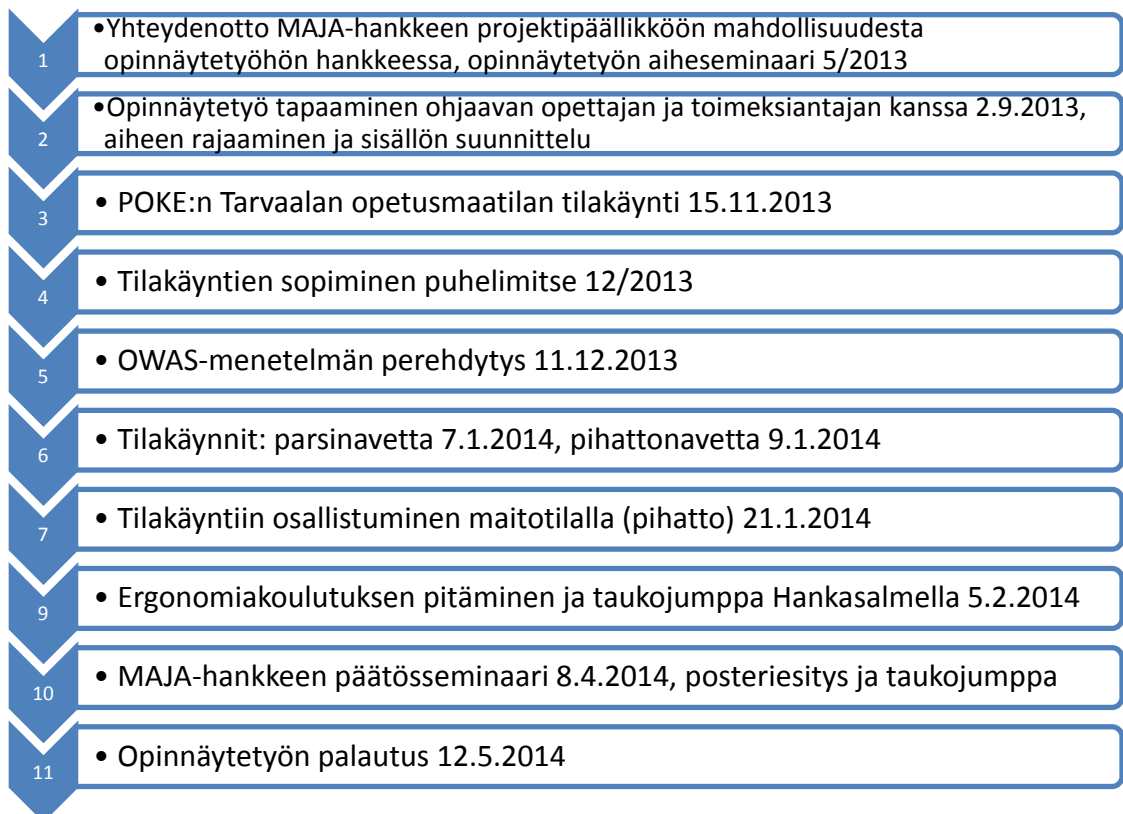 1
•Yhteydenotto MAJA-hankkeen projektipäällikköön mahdollisuudesta
opinnäytetyöhön hankkeessa, opinnäytetyön aiheseminaari 5/2013
2
•Opinnäytetyö tapaaminen ohjaavan opettajan ja toimeksiantajan kanssa 2.9.2013,
aiheen rajaaminen ja sisällön suunnittelu
3
• POKE:n Tarvaalan opetusmaatilan tilakäynti 15.11.2013
4
• Tilakäyntien sopiminen puhelimitse 12/2013
5
• OWAS-menetelmän perehdytys 11.12.2013
6
• Tilakäynnit: parsinavetta 7.1.2014, pihattonavetta 9.1.2014
7
• Tilakäyntiin osallistuminen maitotilalla (pihatto) 21.1.2014
9
• Ergonomiakoulutuksen pitäminen ja taukojumppa Hankasalmella 5.2.2014
10
• MAJA-hankkeen päätösseminaari 8.4.2014, posteriesitys ja taukojumppa
11
• Opinnäytetyön palautus 12.5.2014